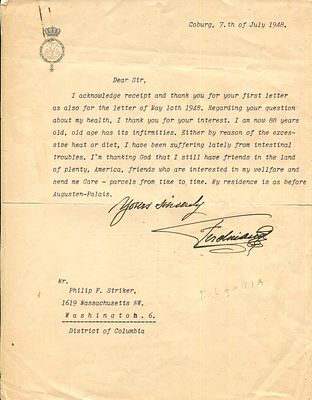 Coburg, 7.th of July 1948.
Dear Sir,
I acknowledge receipt and thank you for your first letter
as also for the letter of May 10th 1948. Regarding your question
about my health, I thank you for your interest. I am now 88 years
old, old age has its infirmities. Either by reason of the exces-
sive heat or diet, I have been suffering lately from intestinal
troubles. I'm thanking God that I still have friends in the land
of plenty, America, friends who are interested in my welfare and
send me Care - parcels from time to time. My residence is as before
Augusten-Palais.
Yours sincerely
Ferdinand
Mr.
Philip F. Striker,
1619 Massachusetts NW.
Washington. 6.
District of Columbia
BULGARIA